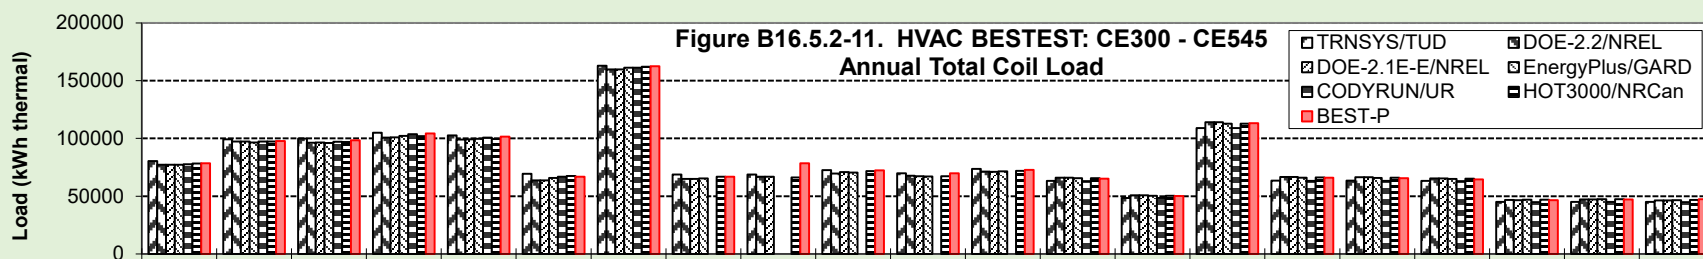 Figure B16.5.2-11. HVAC BESTEST: CE300 - CE545
Annual Total Coil Load
Load (kWh thermal)
200000
150000
100000
50000
0
TRNSYS/TUD
DOE-2.2/NREL
DOE-2.1E-E/NREL
EnergyPlus/GARD
CODYRUN/UR
HOT3000/NRCan
BEST-P